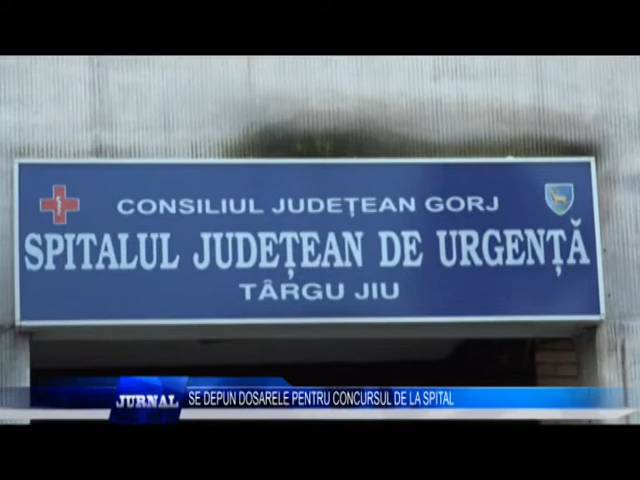 CONSILIUL JUDEȚEAN GORJ
SPITALUL JUDEȚEAN DE URGENȚĂ
TÂRGU JIU
JURNAL
SE DEPUN DOSARELE PENTRU CONCURSUL DE LA SPITAL